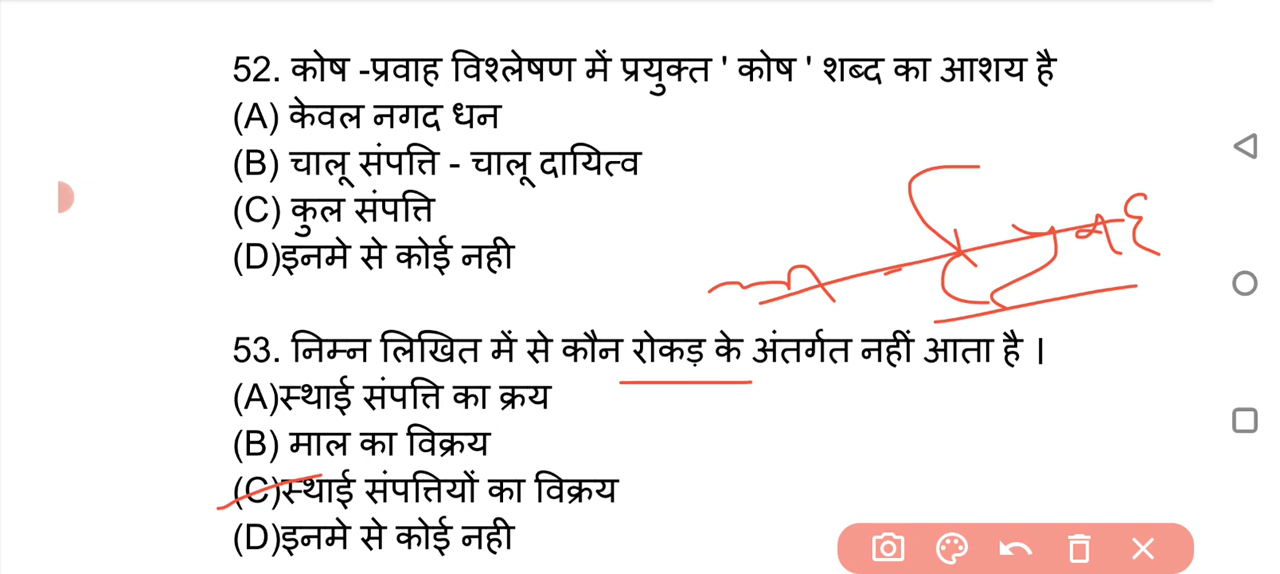 52. कोष -प्रवाह विश्लेषण में प्रयुक्त ' कोष ' शब्द का आशय है
(A) केवल नगद धन
(B) चालू संपत्ति - चालू दायित्व
(C) कुल संपत्ति
(D)इनमे से कोई नही
53. निम्न लिखित में से कौन रोकड़ के अंतर्गत नहीं आता है ।
(A)स्थाई संपत्ति का क्रय
(B) माल का विक्रय
(C)स्थाई संपत्तियों का विक्रय
(D)इनमे से कोई नही